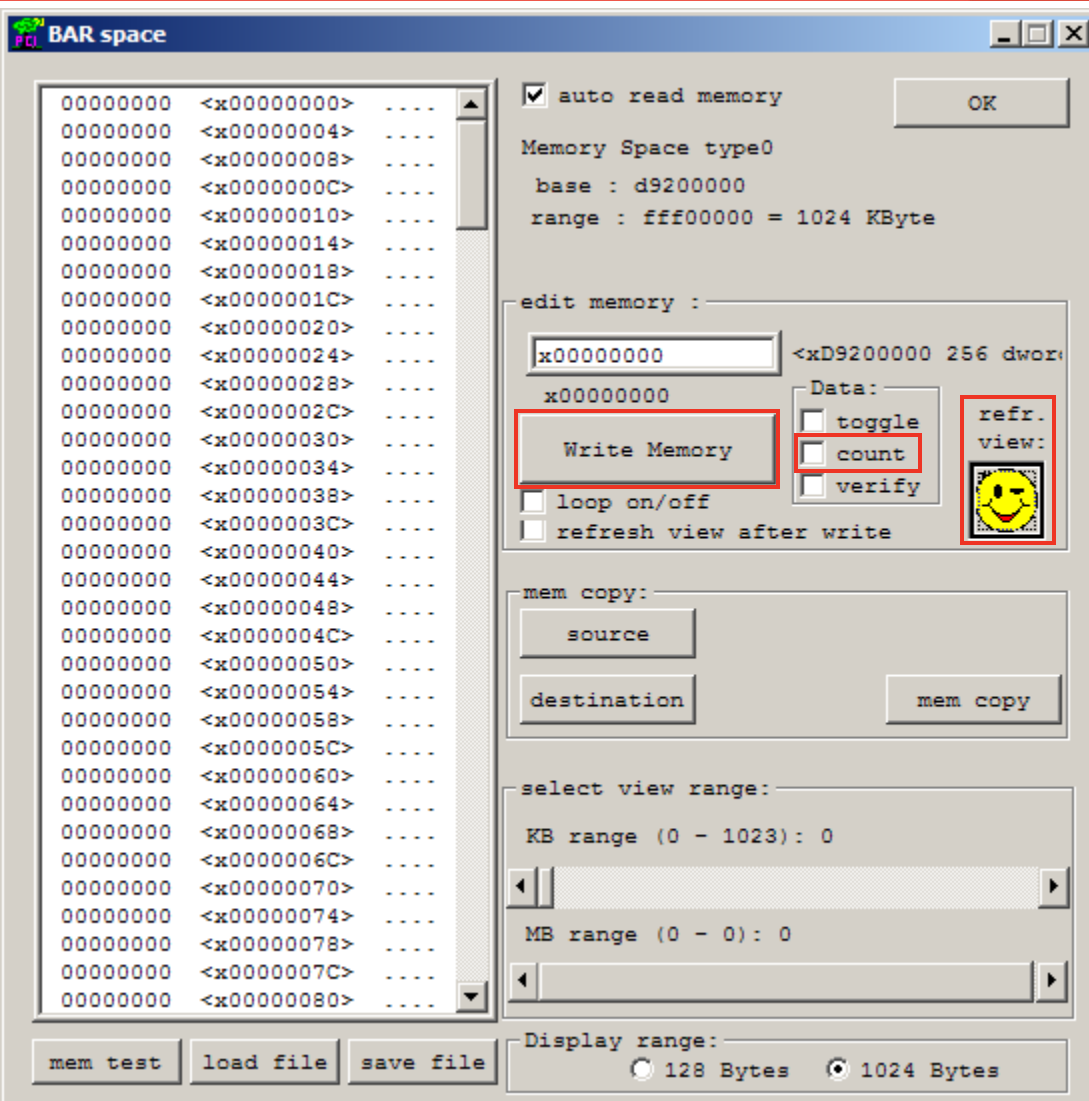 BAR space
00000000 <x00000000> ....
00000000 <x00000004> ....
00000000 <x00000008> ....
00000000 <x0000000C> ....
00000000 <x00000010> ....
00000000 <x00000014> ....
00000000 <x00000018> ....
00000000 <x0000001C> ....
00000000 <x00000020> ....
00000000 <x00000024> ....
00000000 <x00000028> ....
00000000 <x0000002C> ....
00000000 <x00000030> ....
00000000 <x00000034> ....
00000000 <x00000038> ....
00000000 <x0000003C> ....
00000000 <x00000040> ....
00000000 <x00000044> ....
00000000 <x00000048> ....
00000000 <x0000004C> ....
00000000 <x00000050> ....
00000000 <x00000054> ....
00000000 <x00000058> ....
00000000 <x0000005C> ....
00000000 <x00000060> ....
00000000 <x00000064> ....
00000000 <x00000068> ....
00000000 <x0000006C> ....
00000000 <x00000070> ....
00000000 <x00000074> ....
00000000 <x00000078> ....
00000000 <x0000007C> ....
00000000 <x00000080> ....
mem test load file save file
auto read memory
OK
Memory Space type0
base : d9200000
range : fff00000 = 1024 KByte
edit memory :
x00000000 <xD9200000 256 dwor
x00000000
Write Memory
loop on/off
refresh view after write
Data:
toggle
count
verify
refr.
view:
mem copy:
source
destination
mem copy
select view range:
KB range (0 - 1023): 0
MB range (0 - 0): 0
Display range:
128 Bytes 1024 Bytes